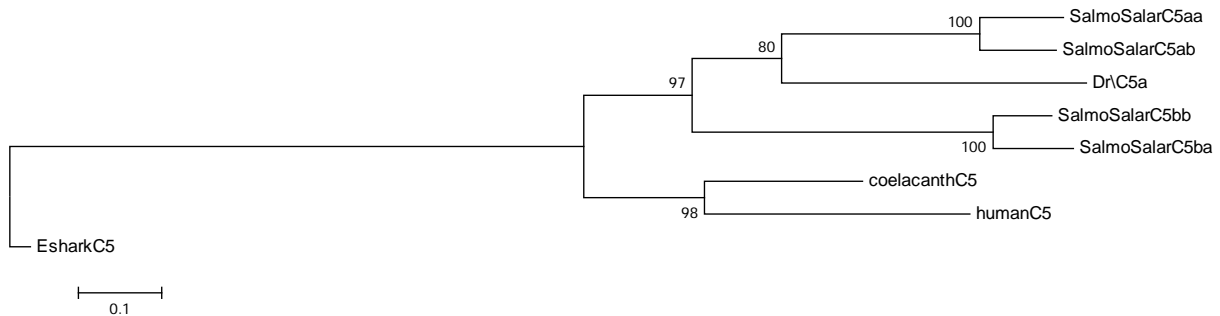 SalmoSalarC5aa
100
SalmoSalarC5ab
80
Dr\C5a
97
SalmoSalarC5bb
100
SalmoSalarC5ba
coelacanthC5
98
humanC5
EsharkC5
0.1